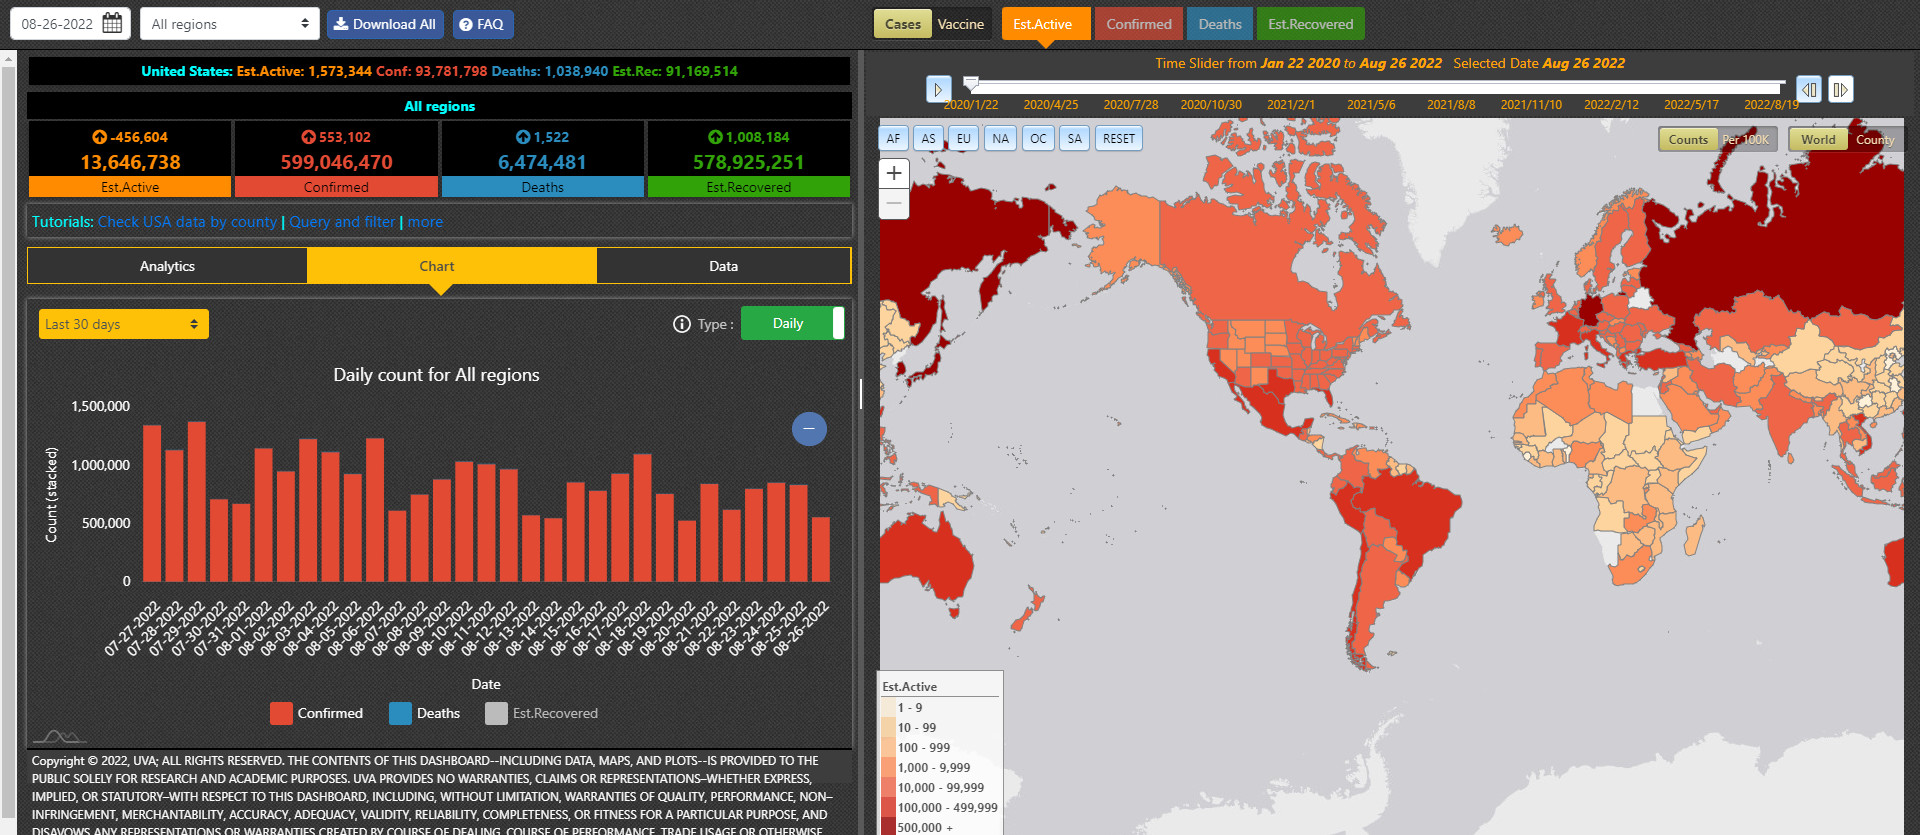 08-26-2022
All regions
Download All
FAQ
Cases
Vaccine
Est.Active
Confirmed
Deaths
Est.Recovered
United States: Est.Active: 1,573,344 Conf: 93,781,798 Deaths: 1,038,940 Est.Rec: 91,169,514
All regions
-456,604
13,646,738
Est.Active
553,102
599,046,470
Confirmed
1,522
6,474,481
Deaths
1,008,184
578,925,251
Est.Recovered
Tutorials: Check USA data by county | Query and filter | more
Analytics
Chart
Data
Last 30 days
Type :
Daily
Daily count for All regions
Count (stacked)
1,500,000
1,000,000
500,000
0
07-27-2022
07-28-2022
07-29-2022
07-30-2022
07-31-2022
08-01-2022
08-02-2022
08-03-2022
08-04-2022
08-05-2022
08-06-2022
08-07-2022
08-08-2022
08-09-2022
08-10-2022
08-11-2022
08-12-2022
08-13-2022
08-14-2022
08-15-2022
08-16-2022
08-17-2022
08-18-2022
08-19-2022
08-20-2022
08-21-2022
08-22-2022
08-23-2022
08-24-2022
08-25-2022
08-26-2022
Date
Confirmed
Deaths
Est.Recovered
Copyright © 2022, UVA; ALL RIGHTS RESERVED. THE CONTENTS OF THIS DASHBOARD--INCLUDING DATA, MAPS, AND PLOTS--IS PROVIDED TO THE
PUBLIC SOLELY FOR RESEARCH AND ACADEMIC PURPOSES. UVA PROVIDES NO WARRANTIES, CLAIMS OR REPRESENTATIONS–WHETHER EXPRESS,
IMPLIED, OR STATUTORY–WITH RESPECT TO THIS DASHBOARD, INCLUDING, WITHOUT LIMITATION, WARRANTIES OF QUALITY, PERFORMANCE, NON–
INFRINGEMENT, MERCHANTABILITY, ACCURACY, ADEQUACY, VALIDITY, RELIABILITY, COMPLETENESS, OR FITNESS FOR A PARTICULAR PURPOSE, AND
DISAVOWS ANY REPRESENTATIONS OR WARRANTIES CREATED BY COURSE OF DEALING, COURSE OF PERFORMANCE, TRADE USAGE OR OTHERWISE
Time Slider from Jan 22 2020 to Aug 26 2022 Selected Date Aug 26 2022
2020/1/22
2020/4/25
2020/7/28
2020/10/30
2021/2/1
2021/5/6
2021/8/8
2021/11/10
2022/2/12
2022/5/17
2022/8/19
AF
AS
EU
NA
OC
SA
RESET
Counts
Per 100K
World
County
+
−
Est.Active
1 - 9
10 - 99
100 - 999
1,000 - 9,999
10,000 - 99,999
100,000 - 499,999
500,000 +